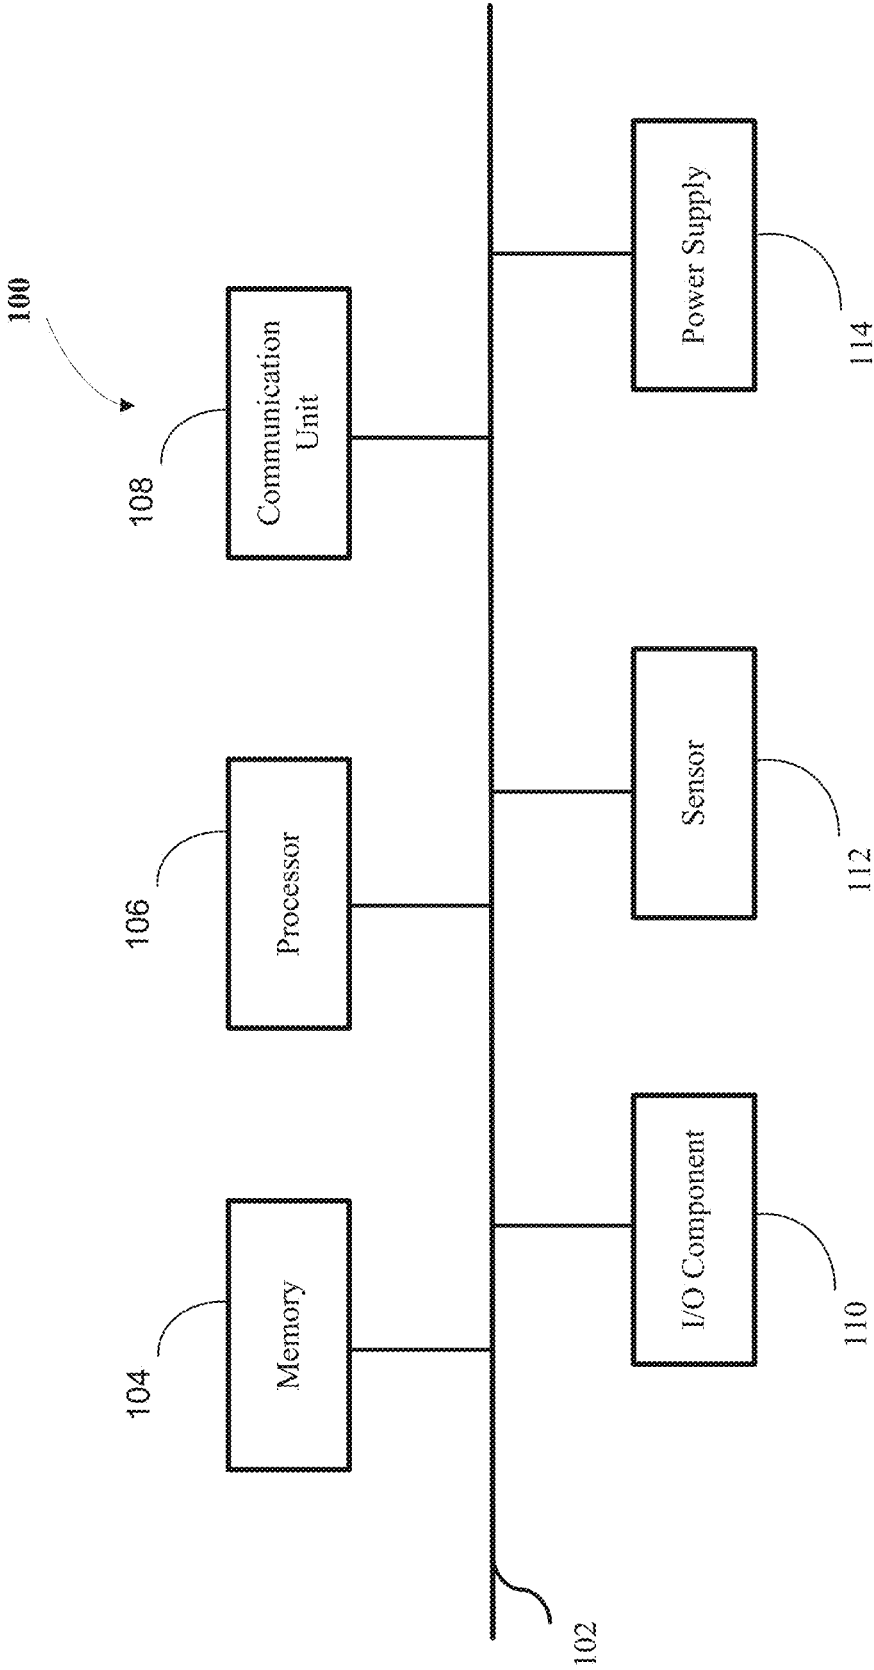 100
108
Communication
Unit
106
Processor
104
Memory
Power Supply
114
Sensor
112
I/O Component
110
102